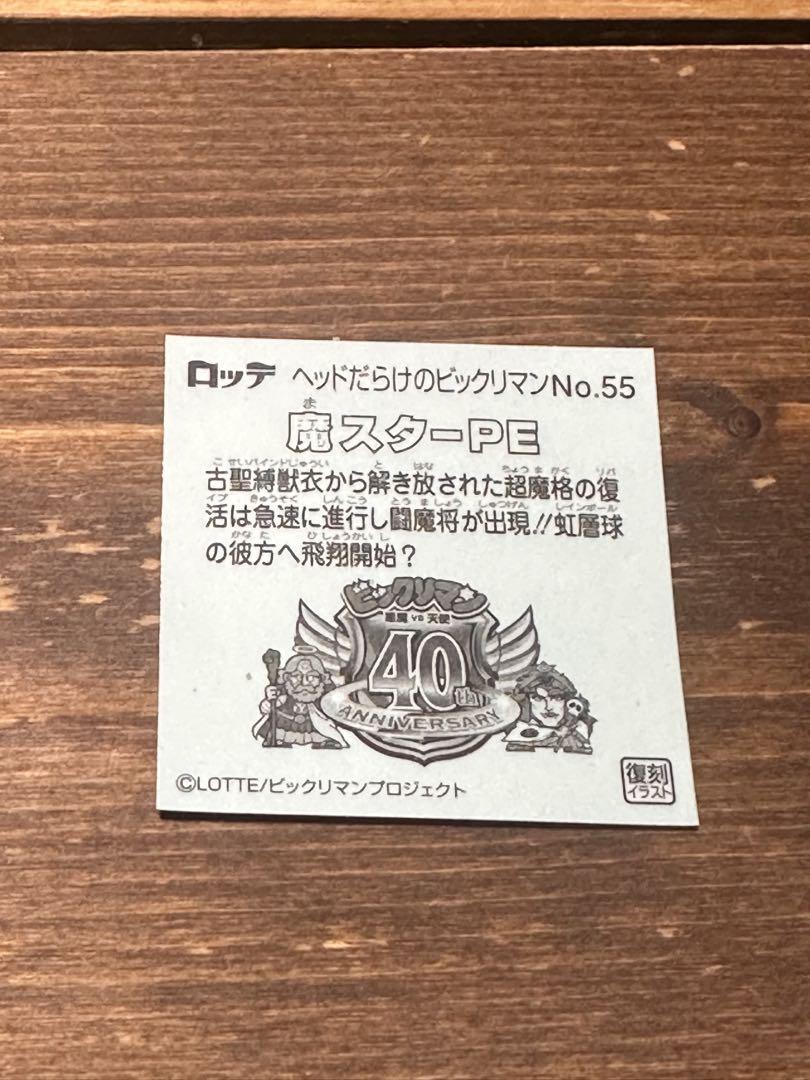 ロッテ ヘッドだらけのビックリマンNo.55
魔スターPE
古聖縛獣衣から解き放された超魔格の復
活は急速に進行し闘魔将が出現!!虹層球
の彼方へ飛翔開始?
ビックリマン
悪魔 VS 天使
40th
ANNIVERSARY
©LOTTE/ビックリマンプロジェクト
復刻
イラスト